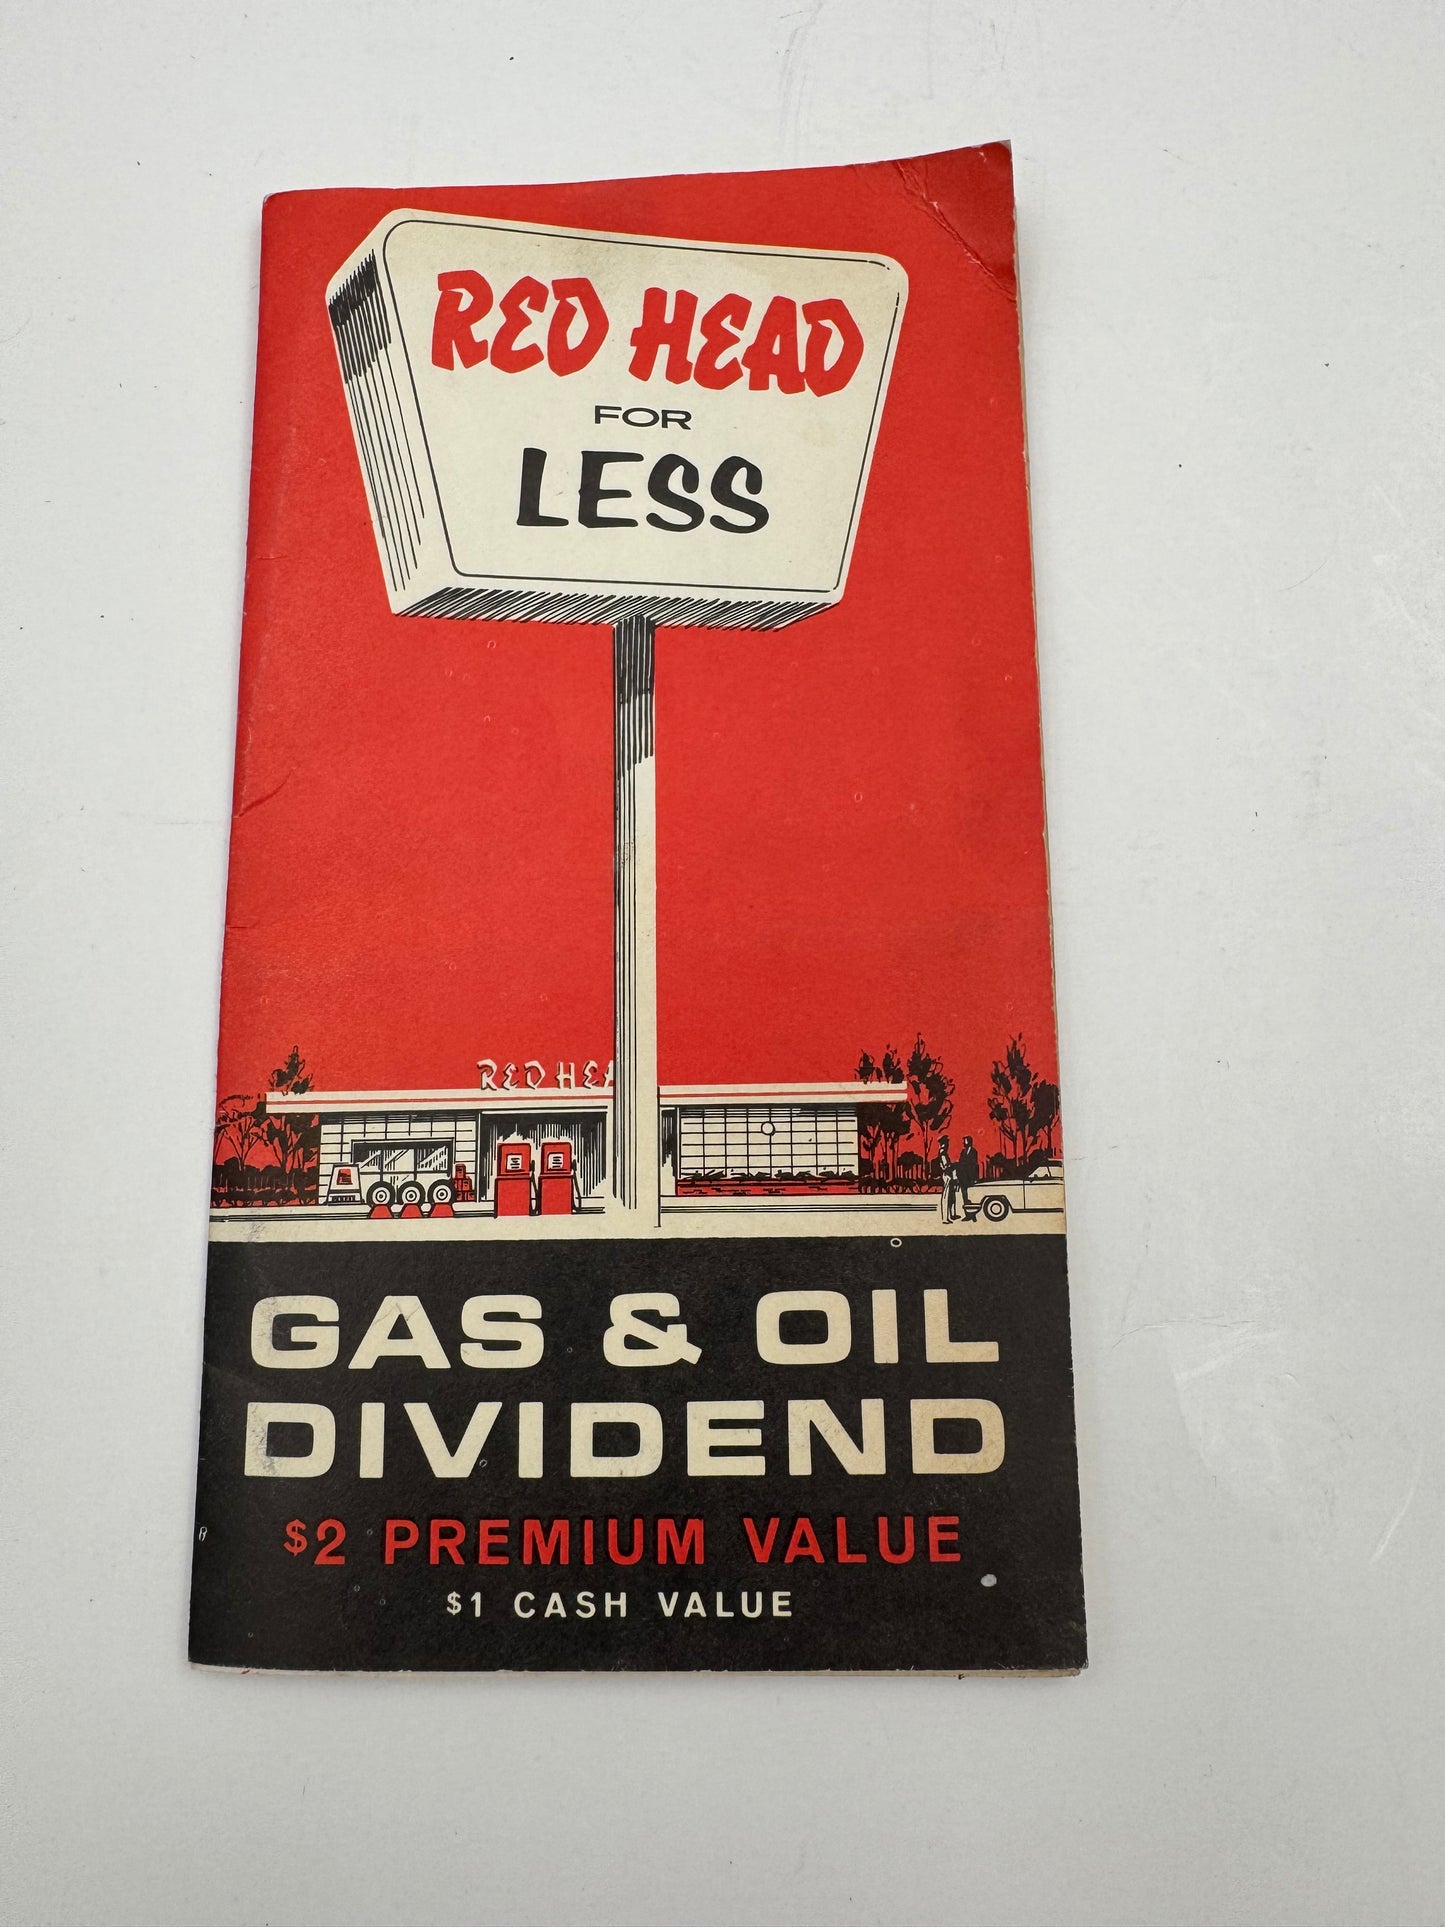 RED HEAD
FOR
LESS
RED HEA
GAS & OIL
DIVIDEND
$2 PREMIUM VALUE
$1 CASH VALUE